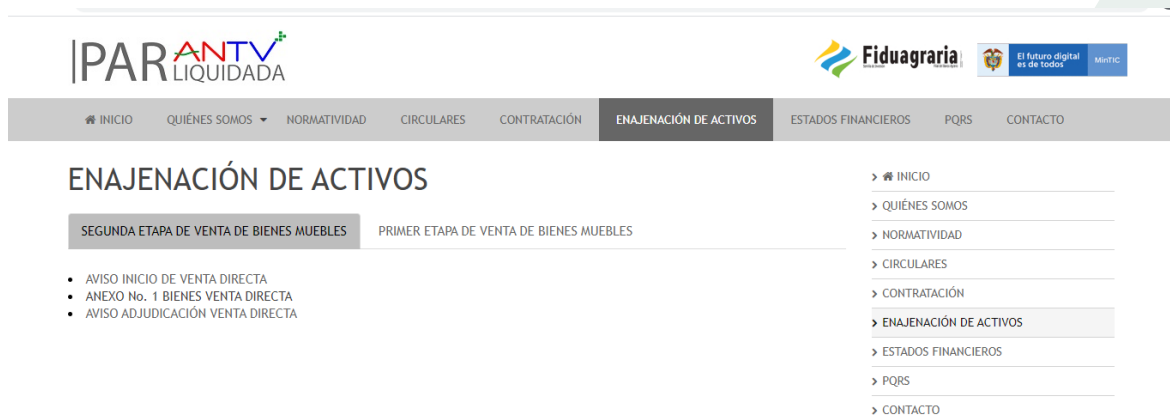 PAR ANTV
LIQUIDADA
Fiduagraria
El futuro digital
es de todos
MinTIC
INICIO QUIÉNES SOMOS NORMATIVIDAD CIRCULARES CONTRATACIÓN ENAJENACIÓN DE ACTIVOS ESTADOS FINANCIEROS PQRS CONTACTO
ENAJENACIÓN DE ACTIVOS
SEGUNDA ETAPA DE VENTA DE BIENES MUEBLES PRIMER ETAPA DE VENTA DE BIENES MUEBLES
AVISO INICIO DE VENTA DIRECTA
ANEXO No. 1 BIENES VENTA DIRECTA
AVISO ADJUDICACIÓN VENTA DIRECTA
INICIO
QUIÉNES SOMOS
NORMATIVIDAD
CIRCULARES
CONTRATACIÓN
ENAJENACIÓN DE ACTIVOS
ESTADOS FINANCIEROS
PQRS
CONTACTO